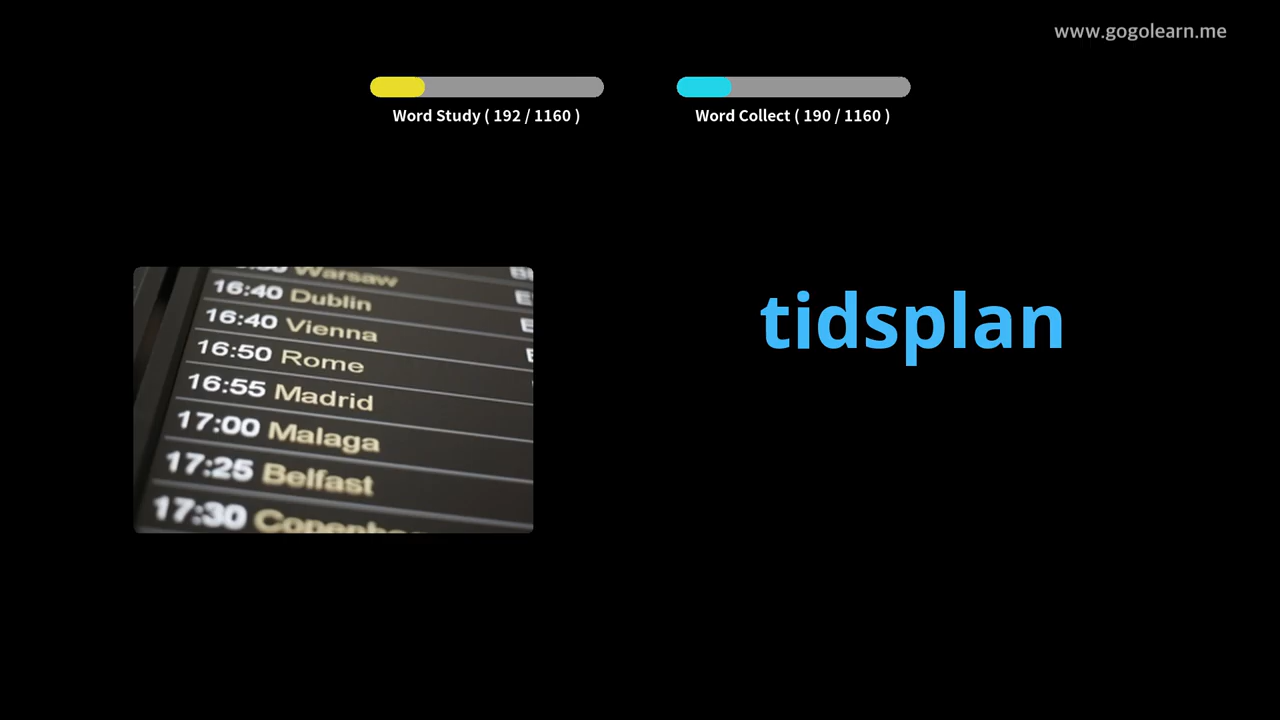 www.gogolearn.me
Word Study ( 192 / 1160 )
Word Collect ( 190 / 1160 )
tidsplan
Warsaw
16:40 Dublin
16:40 Vienna
16:50 Rome
16:55 Madrid
17:00 Malaga
17:25 Belfast
17:30